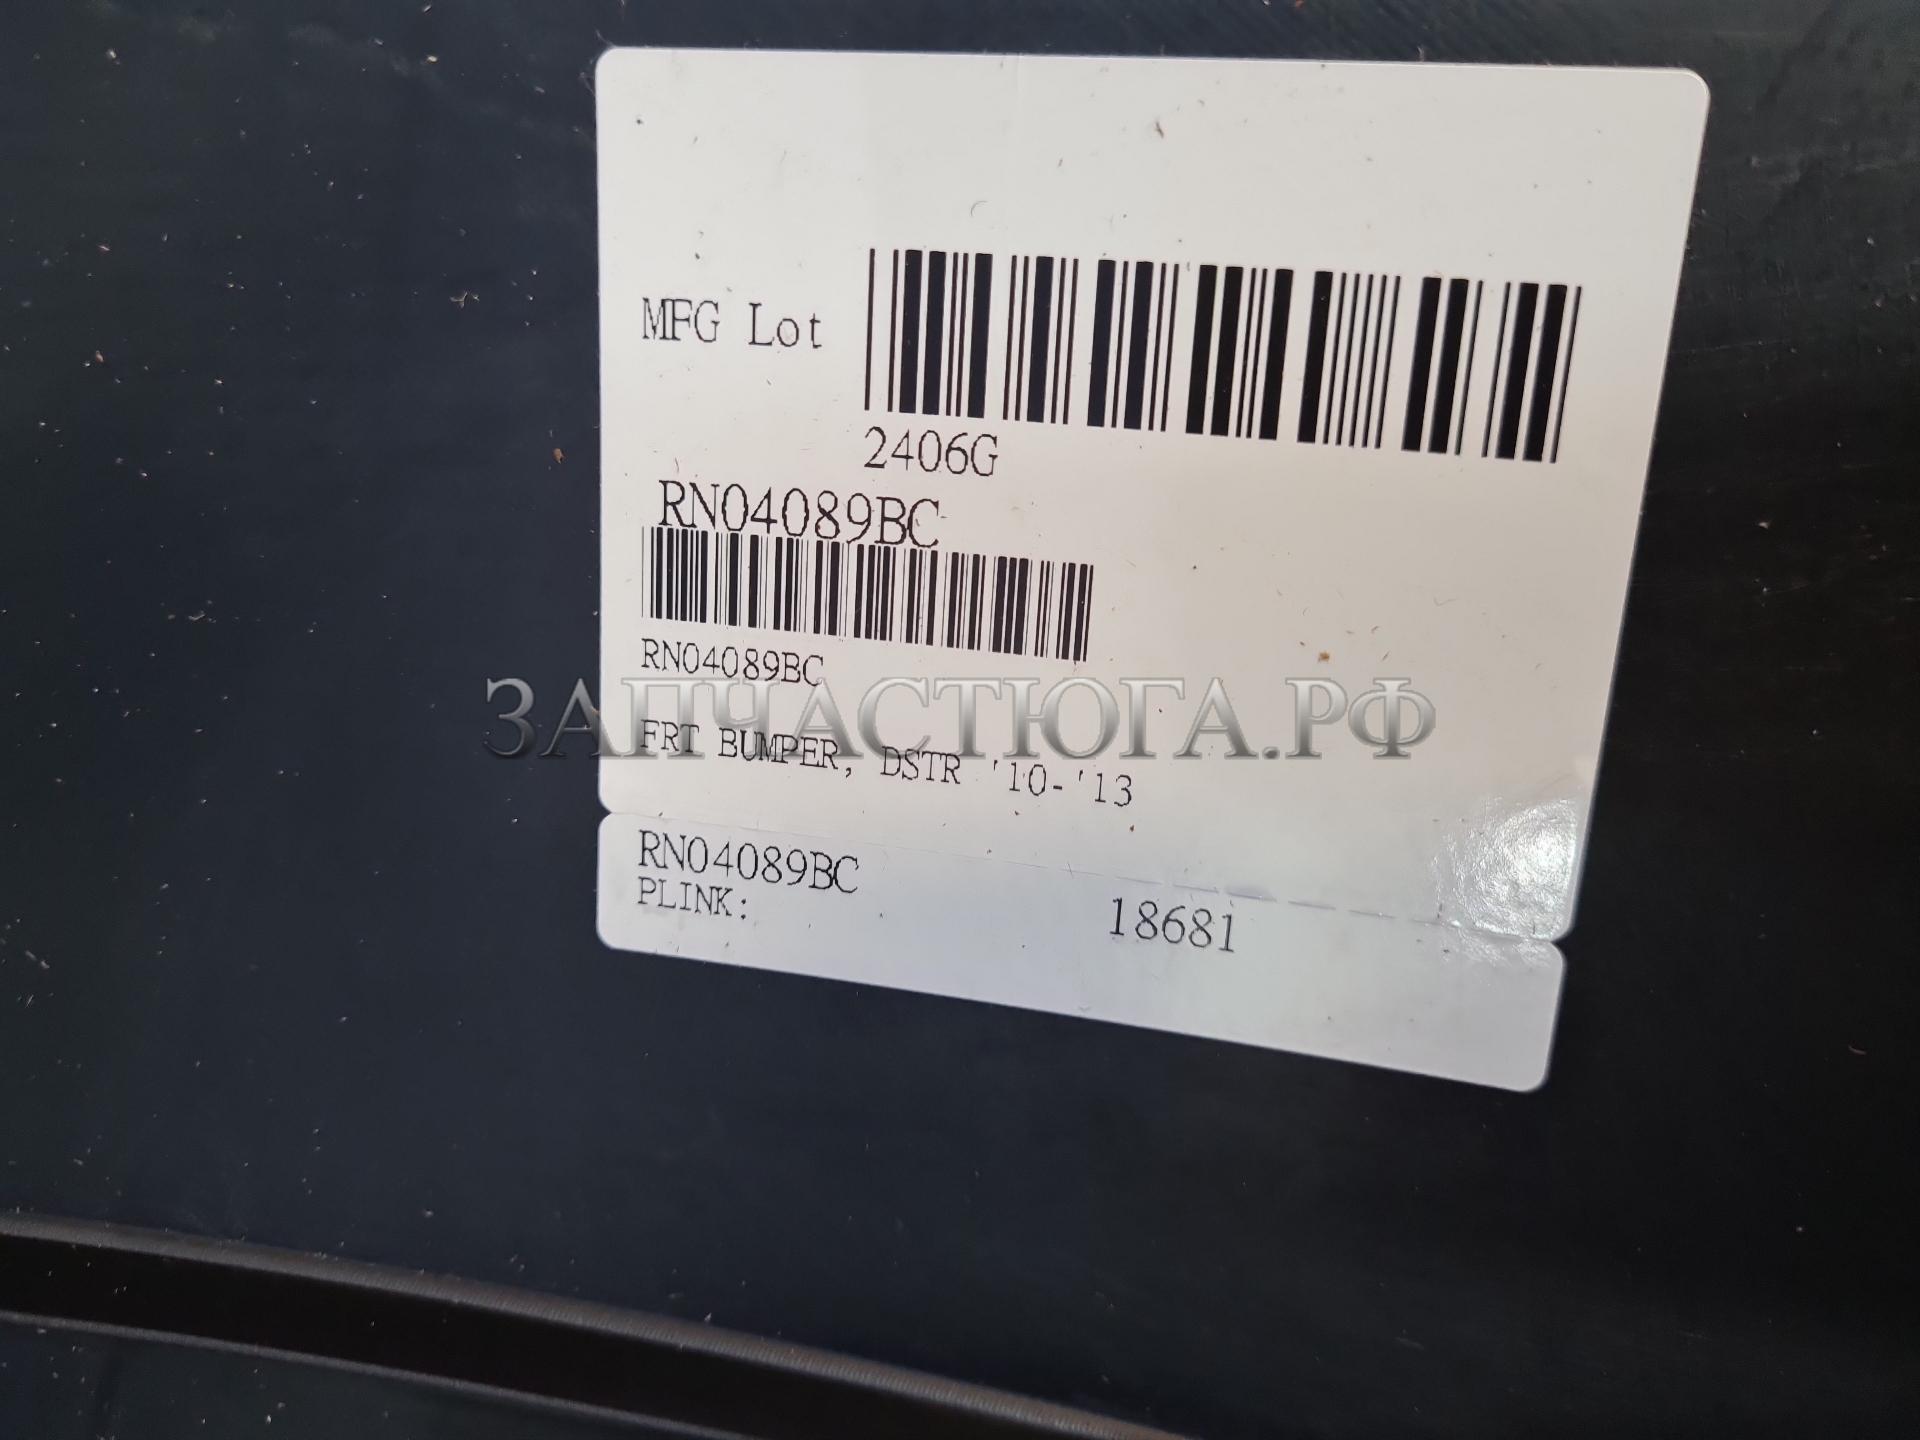 MFG Lot
2406G
RN04089BC
RN04089BC
ЗАПЧАСТЮГА.РФ
FRT BUMPER, DSTR '10-'13
RN04089BC
PLINK: 18681